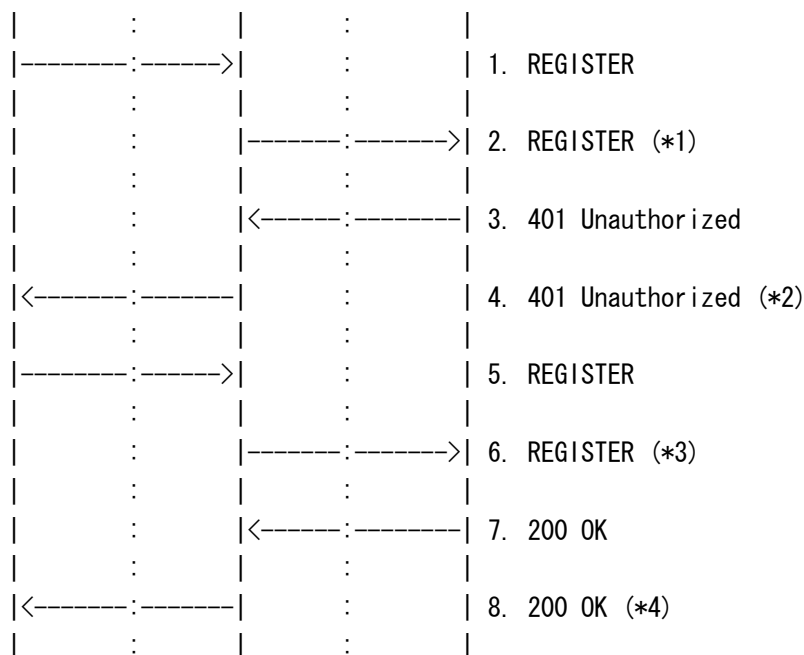 |        :       |       :        |
|--------:------>|       :        | 1. REGISTER
|        :       |       :        |
|        :       |-------:------->| 2. REGISTER (*1)
|        :       |       :        |
|        :       |<------:--------| 3. 401 Unauthorized
|        :       |       :        |
|<-------:-------|       :        | 4. 401 Unauthorized (*2)
|        :       |       :        |
|--------:------>|       :        | 5. REGISTER
|        :       |       :        |
|        :       |-------:------->| 6. REGISTER (*3)
|        :       |       :        |
|        :       |<------:--------| 7. 200 OK
|        :       |       :        |
|<-------:-------|       :        | 8. 200 OK (*4)
|        :       |       :        |